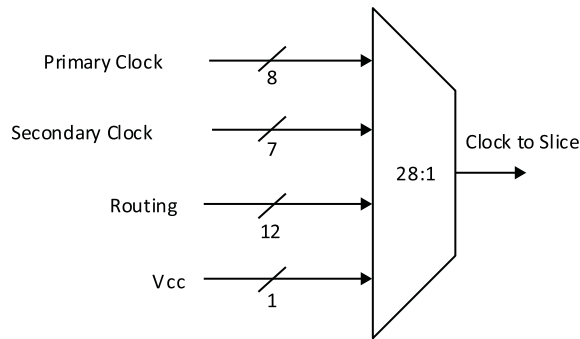 Primary Clock
8
Secondary Clock
7
Clock to Slice
28:1
Routing
12
Vcc
1